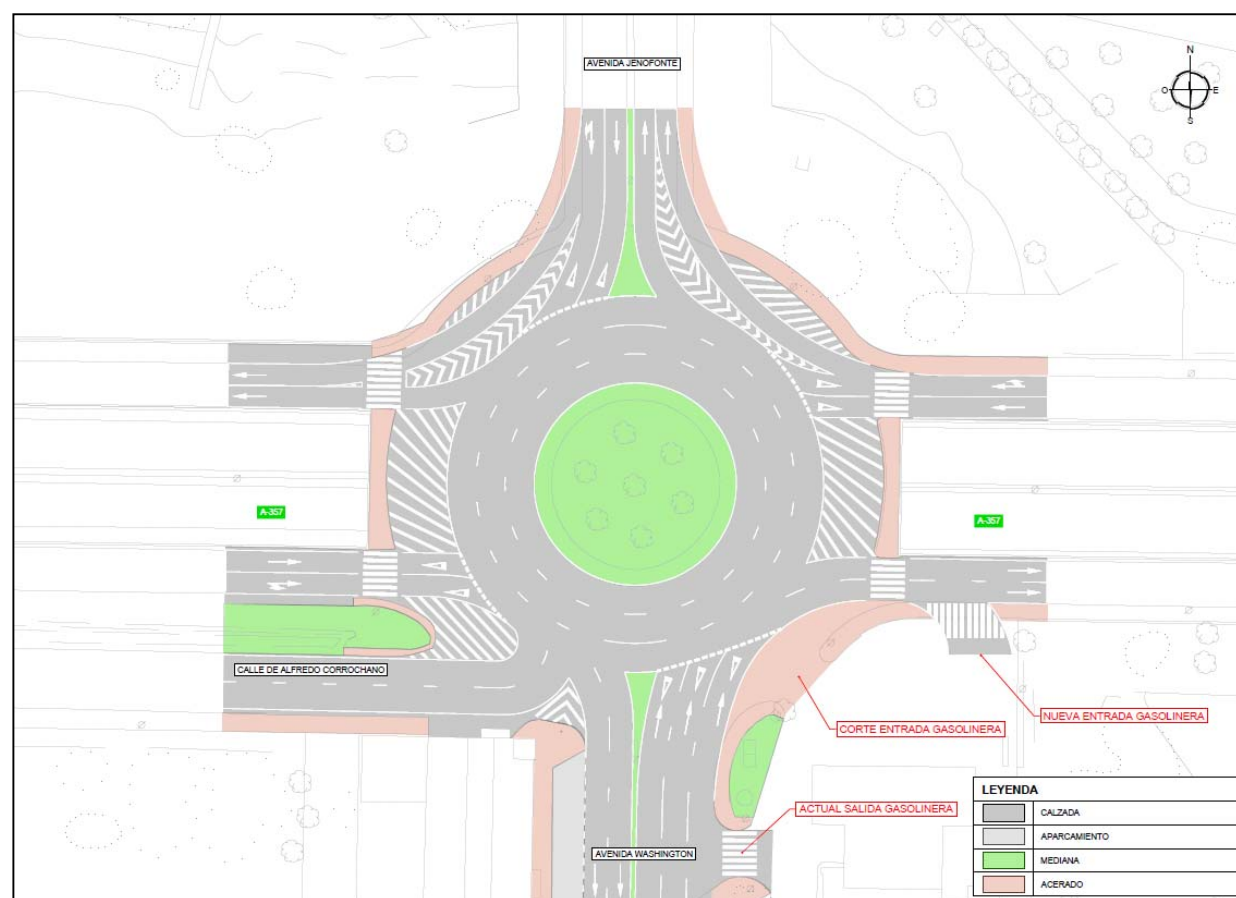 AVENIDA JENOFONTE
N
O
E
S
A-357
A-357
CALLE DE ALFREDO CORROCHANO
NUEVA ENTRADA GASOLINERA
CORTE ENTRADA GASOLINERA
ACTUAL SALIDA GASOLINERA
AVENIDA WASHINGTON
LEYENDA
CALZADA
APARCAMIENTO
MEDIANA
ACERADO